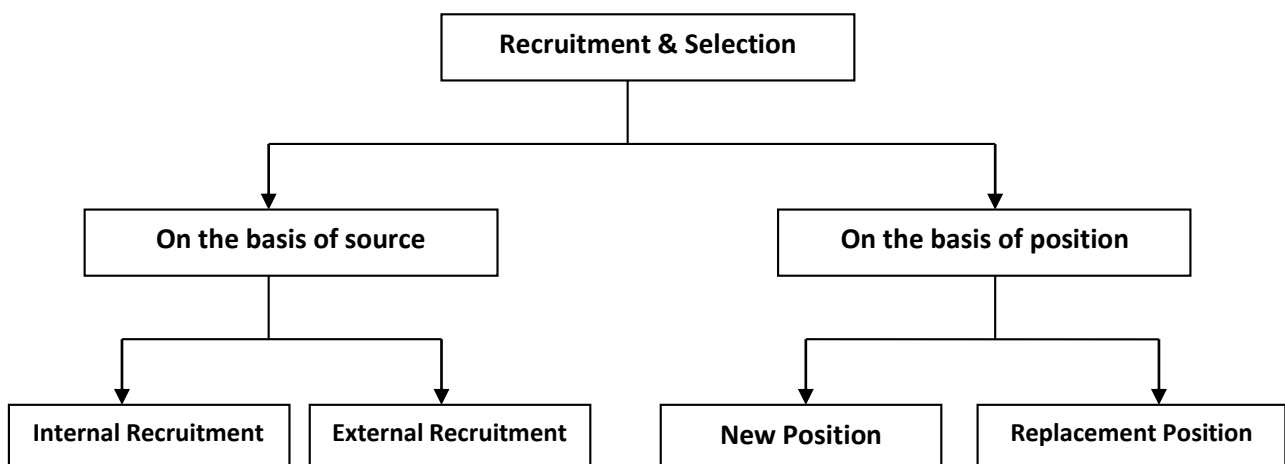 Recruitment & Selection
On the basis of source
On the basis of position
Internal Recruitment
External Recruitment
New Position
Replacement Position